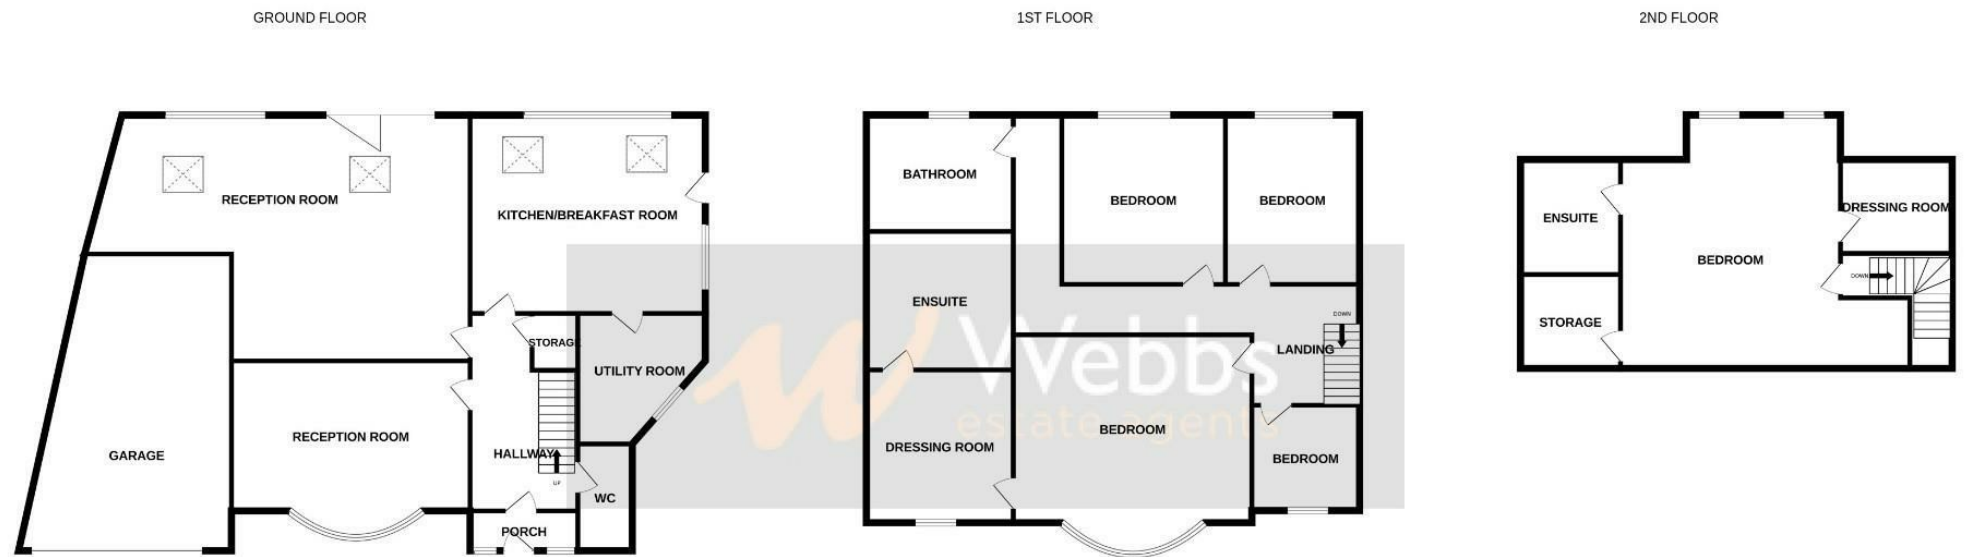 GROUND FLOOR
1ST FLOOR
2ND FLOOR
RECEPTION ROOM
KITCHEN/BREAKFAST ROOM
STORAGE
UTILITY ROOM
RECEPTION ROOM
GARAGE
HALLWAY
UP
WC
PORCH
BATHROOM
BEDROOM
BEDROOM
ENSUITE
DOWN
LANDING
BEDROOM
DRESSING ROOM
BEDROOM
Webbs
estate agents
ENSUITE
DRESSING ROOM
BEDROOM
DOWN
STORAGE